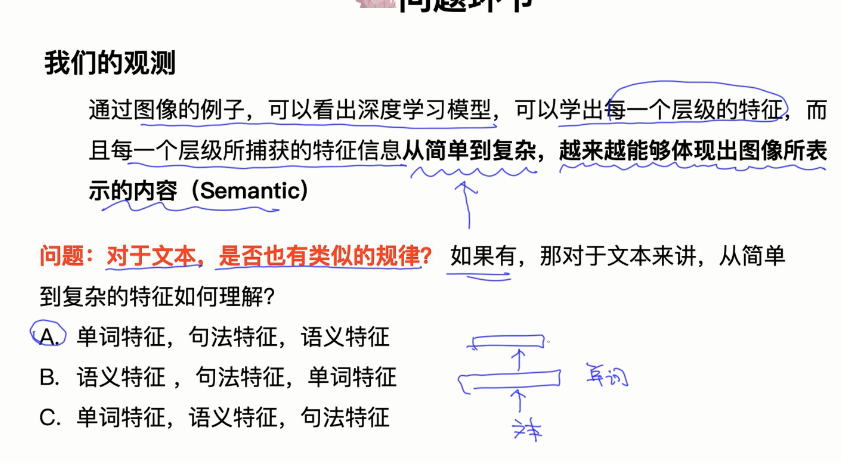 问题环节
我们的观测
通过图像的例子，可以看出深度学习模型，可以学出每一个层级的特征，而
且每一个层级所捕获的特征信息从简单到复杂，越来越能够体现出图像所表
示的内容（Semantic）
问题：对于文本，是否也有类似的规律？ 如果有，那对于文本来讲，从简单
到复杂的特征如何理解？
A. 单词特征，句法特征，语义特征
B. 语义特征 ，句法特征，单词特征
单词
C. 单词特征，语义特征，句法特征
文本